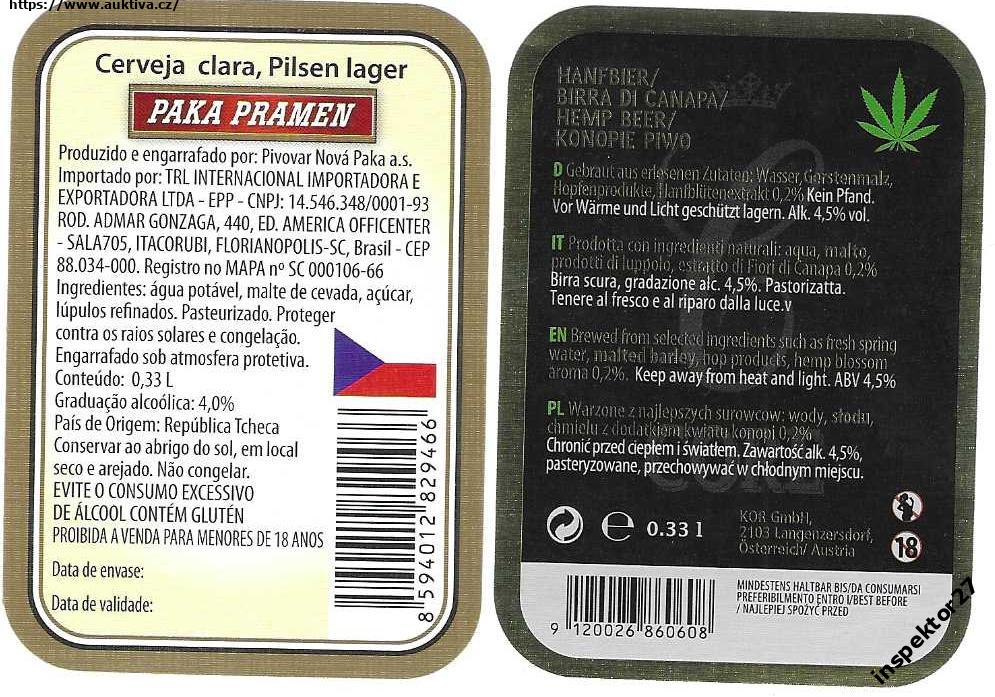 https://www.auktiva.cz/
Cerveja clara, Pilsen lager
PAKA PRAMEN
Produzido e engarrafado por: Pivovar Nová Paka a.s.
Importado por: TRL INTERNACIONAL IMPORTADORA E
EXPORTADORA LTDA - EPP - CNPJ: 14.546.348/0001-93
ROD. ADMAR GONZAGA, 440, ED. AMERICA OFFICENTER
- SALA705, ITACORUBI, FLORIANOPOLIS-SC, Brasil - CEP
88.034-000. Registro no MAPA nº SC 000106-66
Ingredientes: água potável, malte de cevada, açúcar,
lúpulos refinados. Pasteurizado. Proteger
contra os raios solares e congelação.
Engarrafado sob atmosfera protetiva.
Conteúdo: 0,33 L
Graduação alcoólica: 4,0%
País de Origem: República Tcheca
Conservar ao abrigo do sol, em local
seco e arejado. Não congelar.
EVITE O CONSUMO EXCESSIVO
DE ÁLCOOL CONTÉM GLUTÉN
PROIBIDA A VENDA PARA MENORES DE 18 ANOS
Data de envase:
Data de validade:
8 594012 829466
HANFBIER/
BIRRA DI CANAPA/
HEMP BEER/
KONOPIE PIWO
D Gebraut aus erlesenen Zutaten: Wasser, Gerstenmalz,
Hopfenprodukte, Hanfblütenextrakt 0,2% Kein Pfand.
Vor Wärme und Licht geschützt lagern. Alk. 4,5% vol.
IT Prodotta con ingredienti naturali: aqua, malto,
prodotti di luppolo, estratto di Fiori di Canapa 0,2%
Birra scura, gradazione alc. 4,5%. Pastorizatta.
Tenere al fresco e al riparo dalla luce.v
EN Brewed from selected ingredients such as fresh spring
water, malted barley, hop products, hemp blossom
aroma 0,2%. Keep away from heat and light. ABV 4,5%
PL Warzone z najlepszych surowcow: wody, słodu,
chmielu z dodatkiem kwiatu konopi 0,2%
Chronić przed ciepłem i światłem. Zawartość alk. 4,5%,
pasteryzowane, przechowywać w chłodnym miejscu.
e 0.33 l
KOR GmbH,
2103 Langenzersdorf,
Österreich/ Austria
18
MINDESTENS HALTBAR BIS/DA CONSUMARSI
PREFERIBILMENTO ENTRO I/BEST BEFORE
/ NAJLEPIEJ SPOŻYĆ PRZED
9 120026 860608
inspektor27